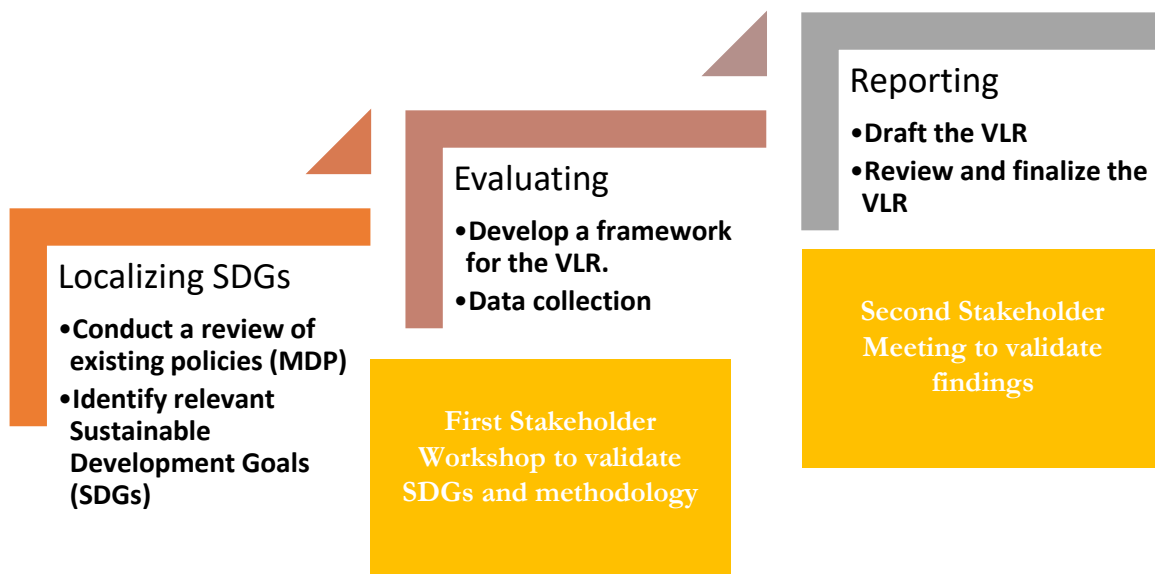 Localizing SDGs
•Conduct a review of
existing policies (MDP)
•Identify relevant
Sustainable
Development Goals
(SDGs)
Evaluating
•Develop a framework
for the VLR.
•Data collection
First Stakeholder
Workshop to validate
SDGs and methodology
Reporting
•Draft the VLR
•Review and finalize the
VLR
Second Stakeholder
Meeting to validate
findings